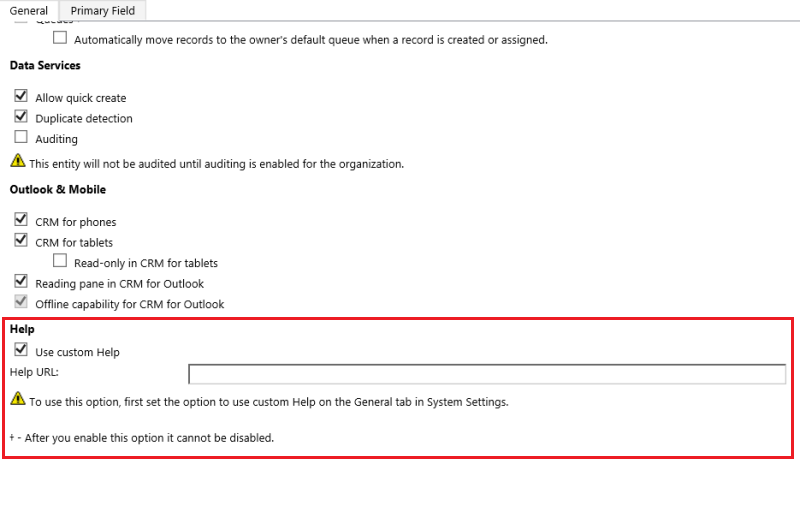 General
Primary Field
Queues
Automatically move records to the owner's default queue when a record is created or assigned.
Data Services
Allow quick create
Duplicate detection
Auditing
This entity will not be audited until auditing is enabled for the organization.
Outlook & Mobile
CRM for phones
CRM for tablets
Read-only in CRM for tablets
Reading pane in CRM for Outlook
Offline capability for CRM for Outlook
Help
Use custom Help
Help URL:
To use this option, first set the option to use custom Help on the General tab in System Settings.
† - After you enable this option it cannot be disabled.